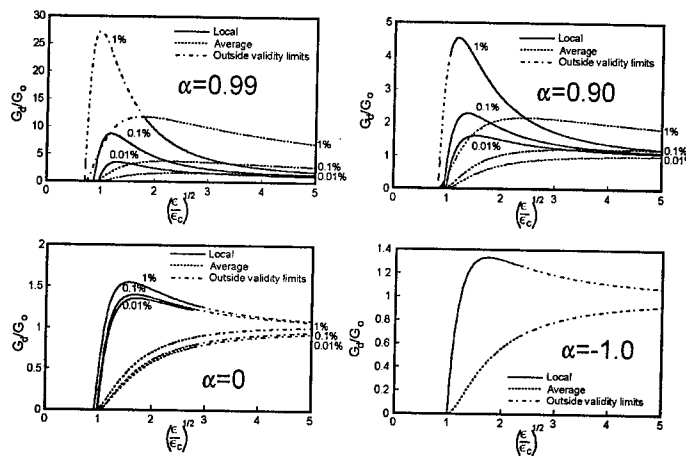 30
25
20
15
10
5
0
G_d/G_o
1%
0.1%
0.01%
Local
Average
Outside validity limits
α=0.99
1%
0.1%
0.01%
0 1 2 3 4 5
(ε/ε_c)^1/2
5
4
3
2
1
0
G_d/G_o
1%
0.1%
0.01%
Local
Average
Outside validity limits
α=0.90
1%
0.1%
0.01%
0 1 2 3 4 5
(ε/ε_c)^1/2
2
1.5
1
0.5
0
G_d/G_o
1%
0.1%
0.01%
Local
Average
Outside validity limits
α=0
1%
0.1%
0.01%
0 1 2 3 4 5
(ε/ε_c)^1/2
1.4
1.2
1
0.8
0.6
0.4
0.2
0
G_d/G_o
α=-1.0
Local
Average
Outside validity limits
0 1 2 3 4 5
(ε/ε_c)^1/2